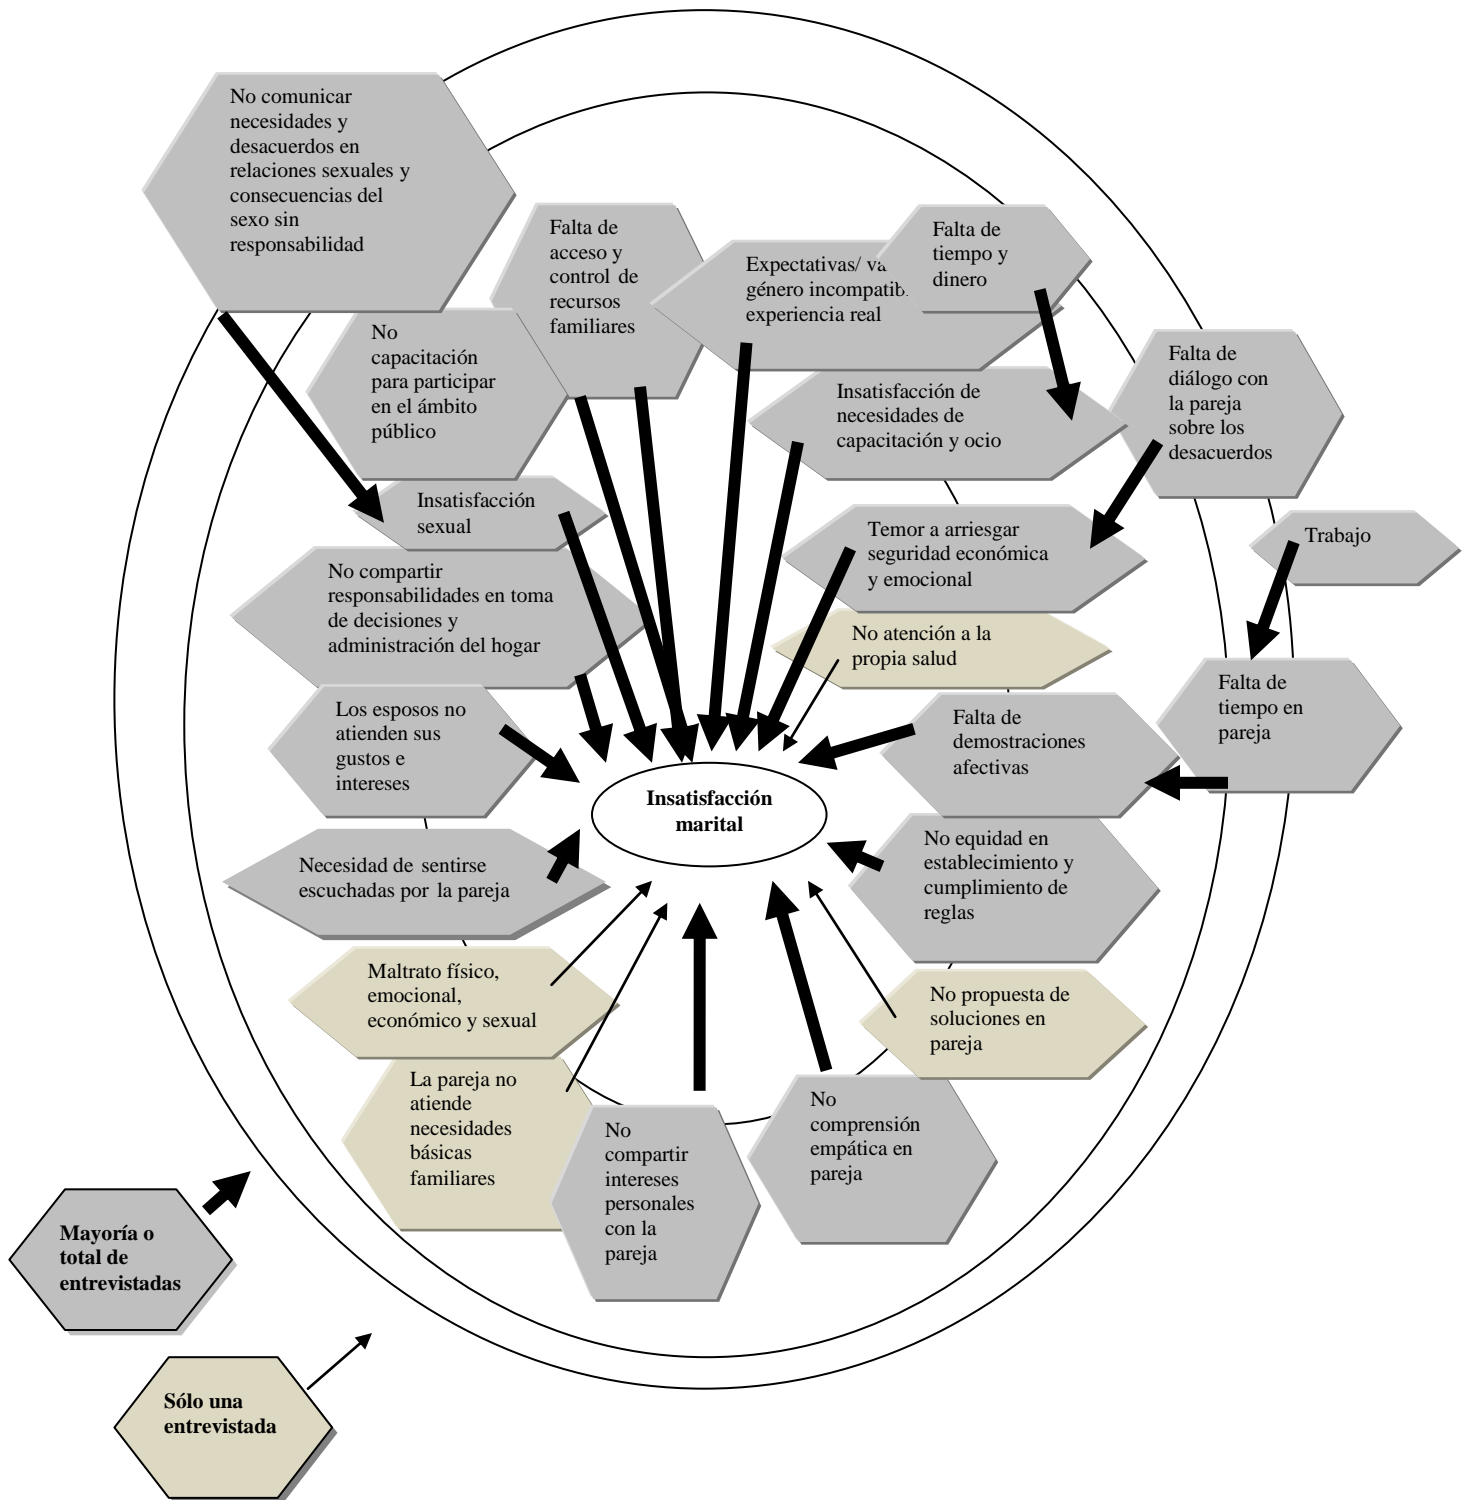 No comunicar
necesidades y
desacuerdos en
relaciones sexuales y
consecuencias del
sexo sin
responsabilidad
Falta de
acceso y
control de
recursos
familiares
Expectativas/
género
experiencia real
Falta de
tiempo y
dinero
No
capacitación
para participar
en el ámbito
público
Insatisfacción de
necesidades de
capacitación y ocio
Falta de
diálogo con
la pareja
sobre los
desacuerdos
Insatisfacción
sexual
Temor a arriesgar
seguridad económica
y emocional
Trabajo
No compartir
responsabilidades en toma
de decisiones y
administración del hogar
No atención a la
propia salud
Los esposos no
atienden sus
gustos e
intereses
Falta de
demostraciones
afectivas
Falta de
tiempo en
pareja
Insatisfacción
marital
Necesidad de sentirse
escuchadas por la pareja
No equidad en
establecimiento y
cumplimiento de
reglas
Maltrato físico,
emocional,
económico y sexual
No propuesta de
soluciones en
pareja
La pareja no
atiende
necesidades
básicas
familiares
No
compartir
intereses
personales
con la
pareja
No
comprensión
empática en
pareja
Mayoría o
total de
entrevistadas
Sólo una
entrevistada